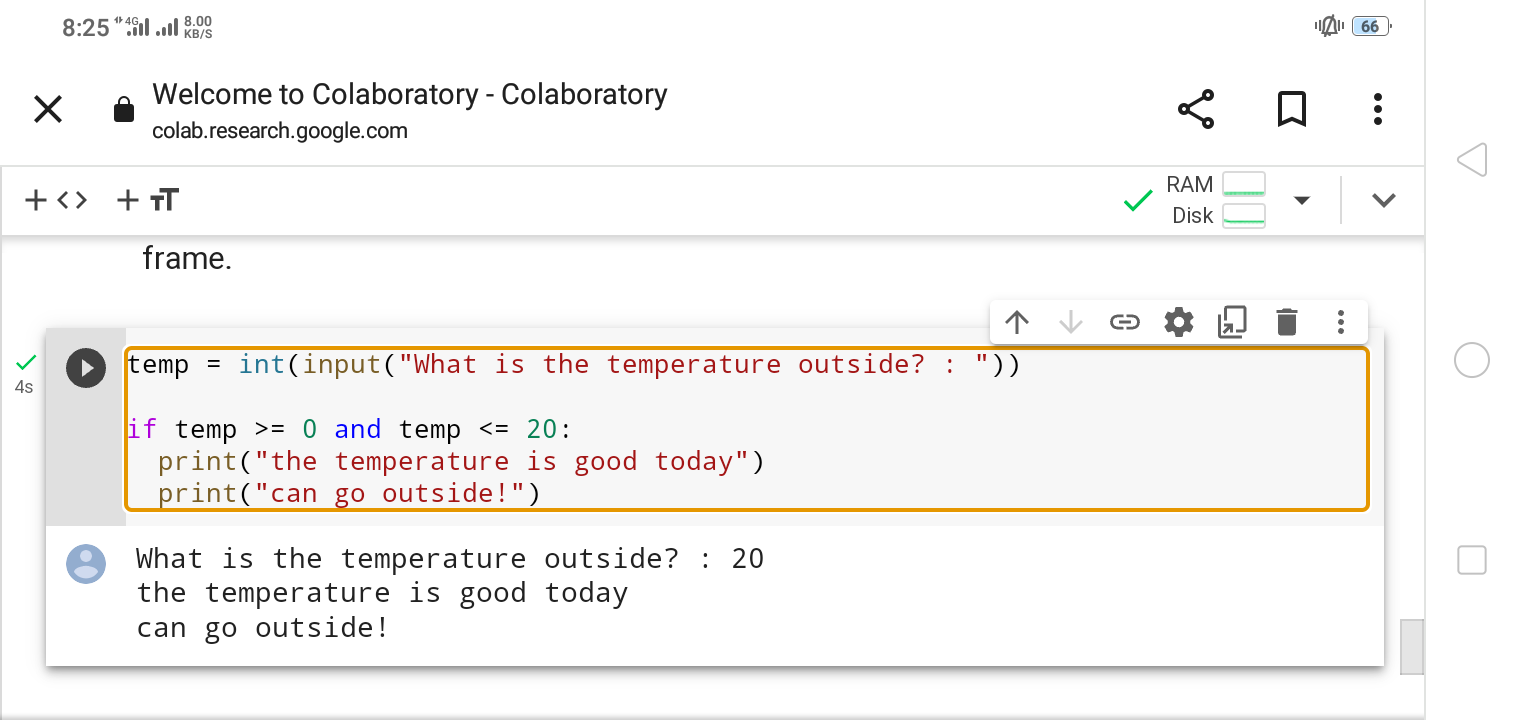 8:25 4G 8.00 KB/S 66
Welcome to Colaboratory - Colaboratory
colab.research.google.com
RAM
Disk
frame.
temp = int(input("What is the temperature outside? : "))
4s
if temp >= 0 and temp <= 20:
print("the temperature is good today")
print("can go outside!")
What is the temperature outside? : 20
the temperature is good today
can go outside!